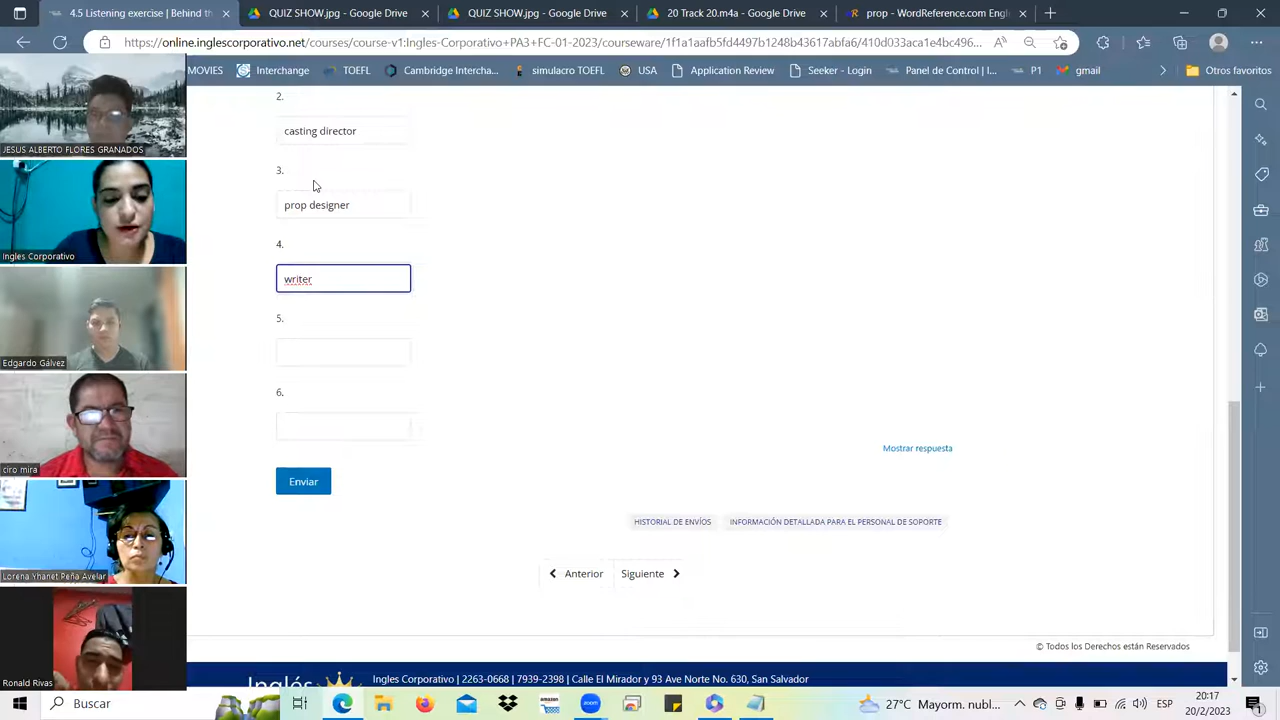 4.5 Listening | Behind th
QUIZ SHOW.jpg - Google Drive
QUIZ SHOW.jpg - Google Drive
20 Track 20.m4a - Google Drive
prop - WordReference.com Engl
https://online.inglescorporativo.net/courses/course-v1:Ingles-Corporativo+PA3+FC-01-2023/courseware/1f1a1aafb5fd4497b1248b43617abfa6/410d033aca1e4bc496...
MOVIES
Interchange
TOEFL
Cambridge Intercha...
simulacro TOEFL
USA
Application Review
Seeker - Login
Panel de Control | I...
P1
gmail
Otros favoritos
JESUS ALBERTO FLORES GRANADOS
Ingles Corporativo
Edgardo Gálvez
ciro mira
Lorena Yhanet Peña Avelar
Ronald Rivas
2.
casting director
3.
prop designer
4.
writer
5.
6.
Mostrar respuesta
Enviar
HISTORIAL DE ENVÍOS INFORMACIÓN DETALLADA PARA EL PERSONAL DE SOPORTE
Anterior Siguiente
© Todos los Derechos están Reservados
Inglés
Ingles Corporativo | 2263-0668 | 7939-2398 | Calle El Mirador y 93 Ave Norte No. 630, San Salvador
Buscar
27°C Mayorm. nubl...
ESP
20:17
20/2/2023